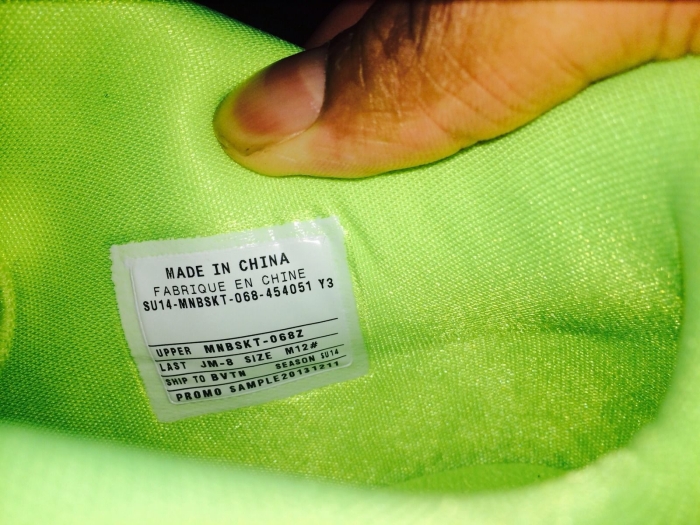 MADE IN CHINA
FABRIQUE EN CHINE
SU14-MNBSKT-068-454051 Y3
UPPER MNBSKT-068Z
LAST JM-8 SIZE M12#
SHIP TO BVTN SEASON SU14
PROMO SAMPLE20131211